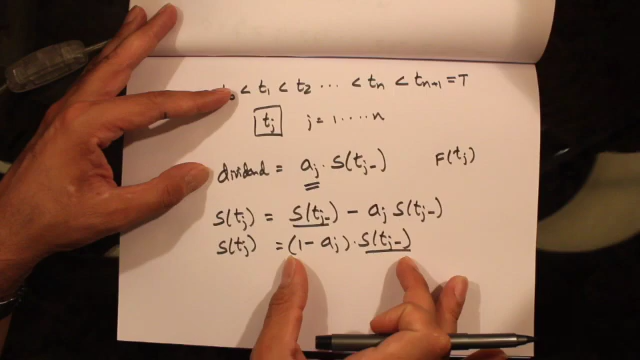 < t₁ < t₂ ... < tₙ < tₙ₊₁ = T
tⱼ j = 1 ..... n
dividend = aⱼ · S(tⱼ-) F(tⱼ)
S(tⱼ) = S(tⱼ-) - aⱼ S(tⱼ-)
S(tⱼ) = (1 - aⱼ) · S(tⱼ-)